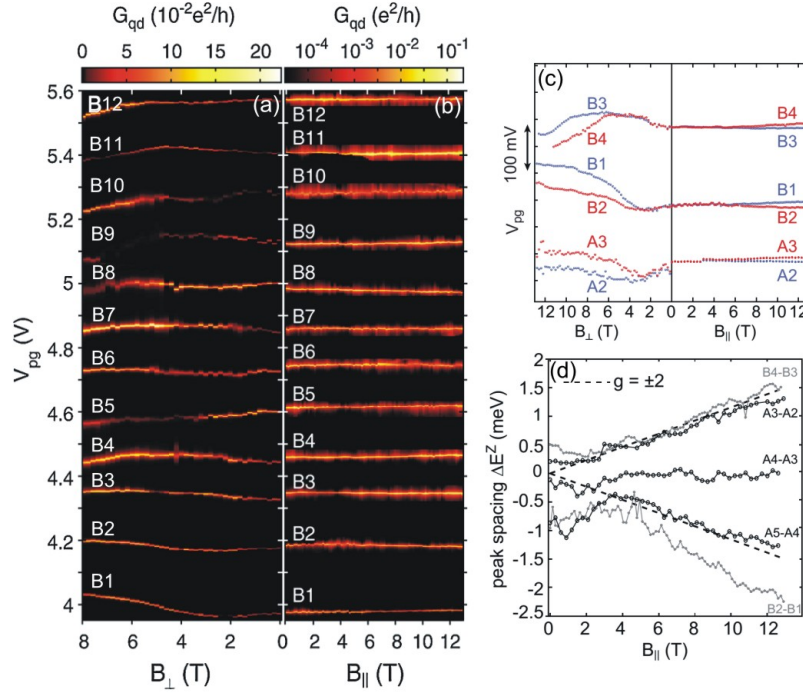 G_qd (10^-2 e²/h)
0 5 10 15 20
G_qd (e²/h)
10^-4 10^-3 10^-2 10^-1
(a)
(b)
V_pg (V)
5.6
5.4
5.2
5
4.8
4.6
4.4
4.2
4
B12
B11
B10
B9
B8
B7
B6
B5
B4
B3
B2
B1
B12
B11
B10
B9
B8
B7
B6
B5
B4
B3
B2
B1
8 6 4 2 0
B⊥ (T)
0 2 4 6 8 10 12
B∥ (T)
(c)
100 mV
V_pg
B3
B4
B1
B2
A3
A2
B4
B3
B1
B2
A3
A2
12 10 8 6 4 2 0 2 4 6 8 10 12
B⊥ (T)
B∥ (T)
(d)
g = ±2
peak spacing ΔE^Z (meV)
2
1.5
1
0.5
0
-0.5
-1
-1.5
-2
-2.5
B4-B3
A3-A2
A4-A3
A5-A4
B2-B1
0 2 4 6 8 10 12 14
B∥ (T)